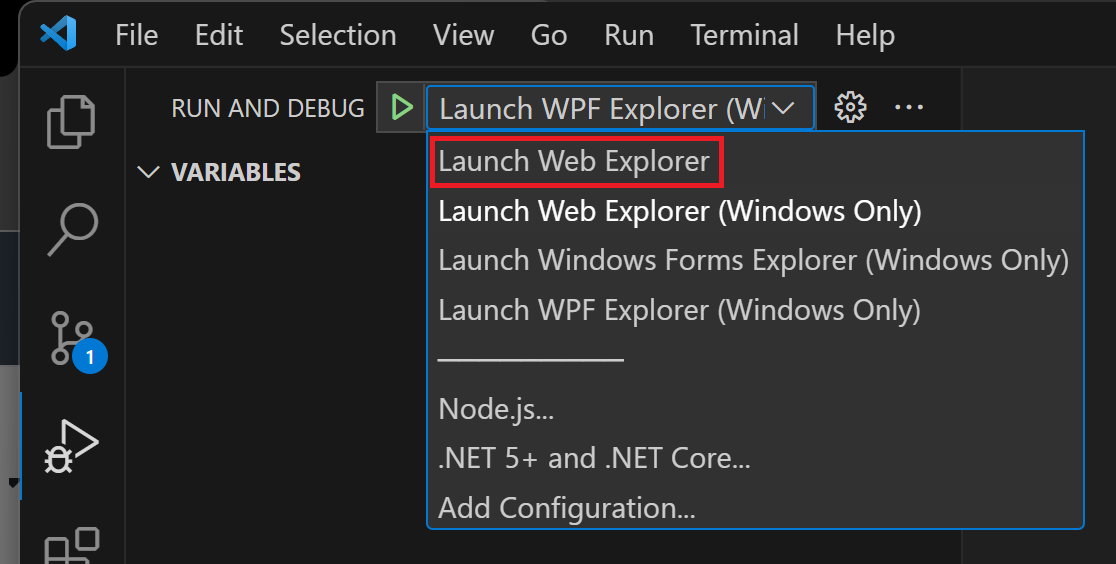 File Edit Selection View Go Run Terminal Help
RUN AND DEBUG Launch WPF Explorer (Wi
VARIABLES
Launch Web Explorer
Launch Web Explorer (Windows Only)
Launch Windows Forms Explorer (Windows Only)
Launch WPF Explorer (Windows Only)
Node.js...
.NET 5+ and .NET Core...
Add Configuration...
1